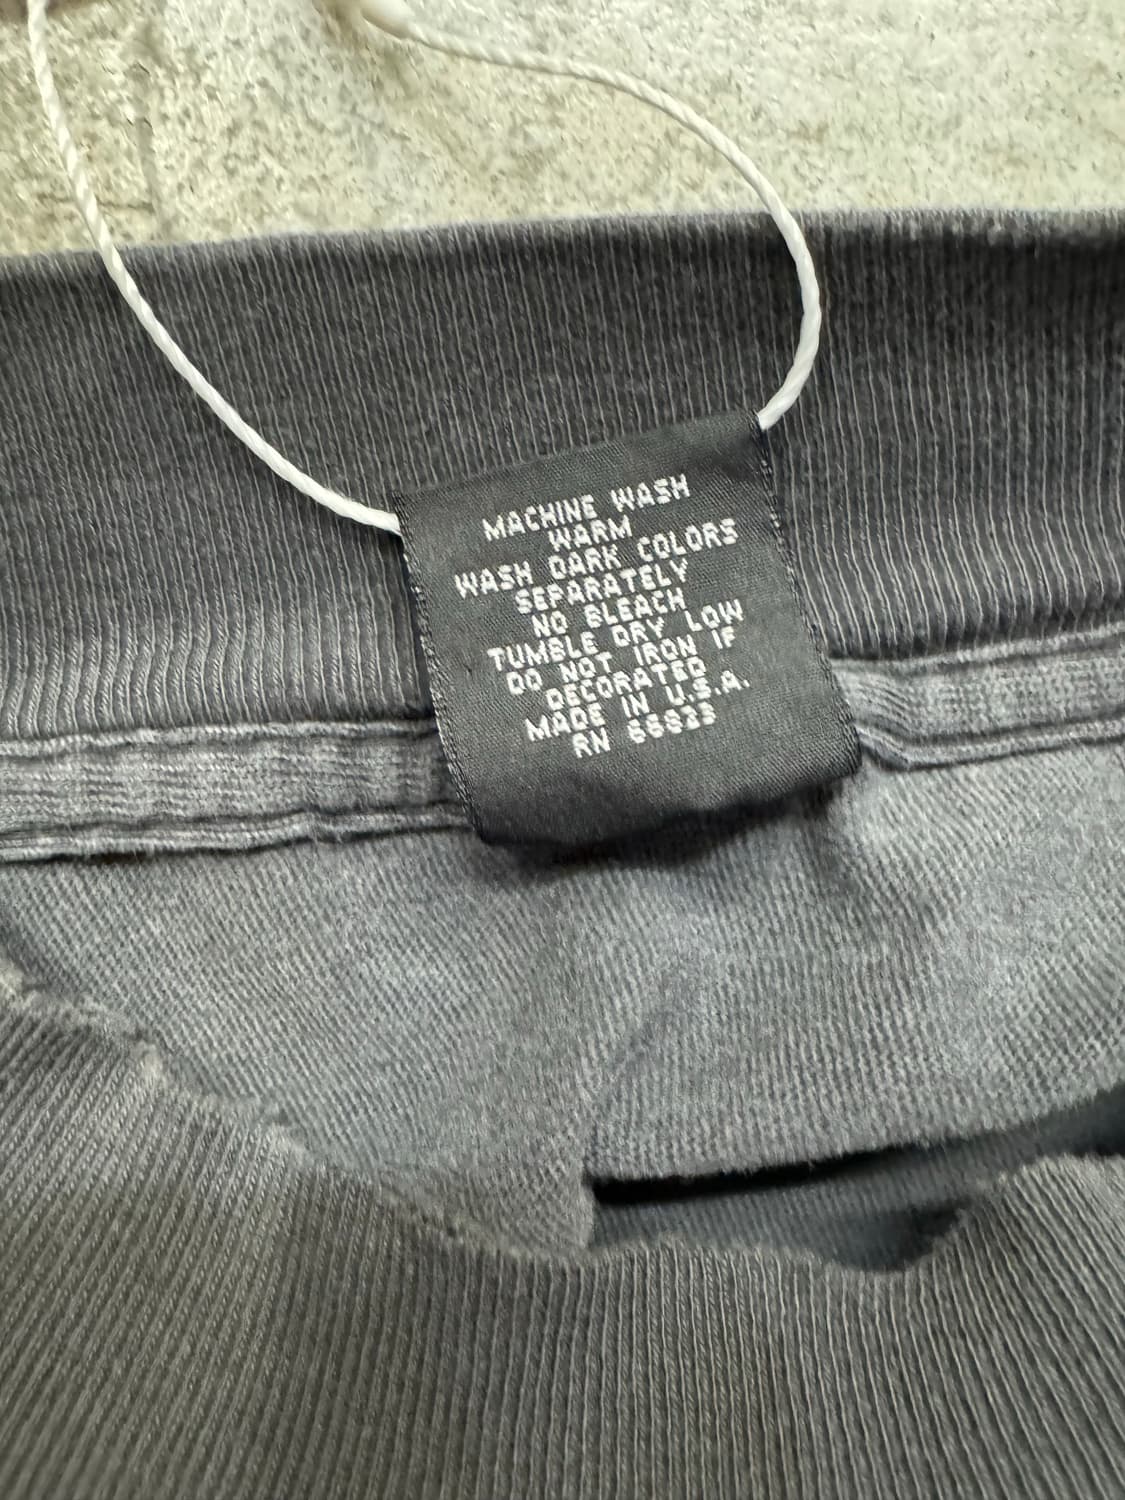 MACHINE WASH
WARM
WASH DARK COLORS
SEPARATELY
NO BLEACH
TUMBLE DRY LOW
DO NOT IRON IF
DECORATED
MADE IN U.S.A.
RN